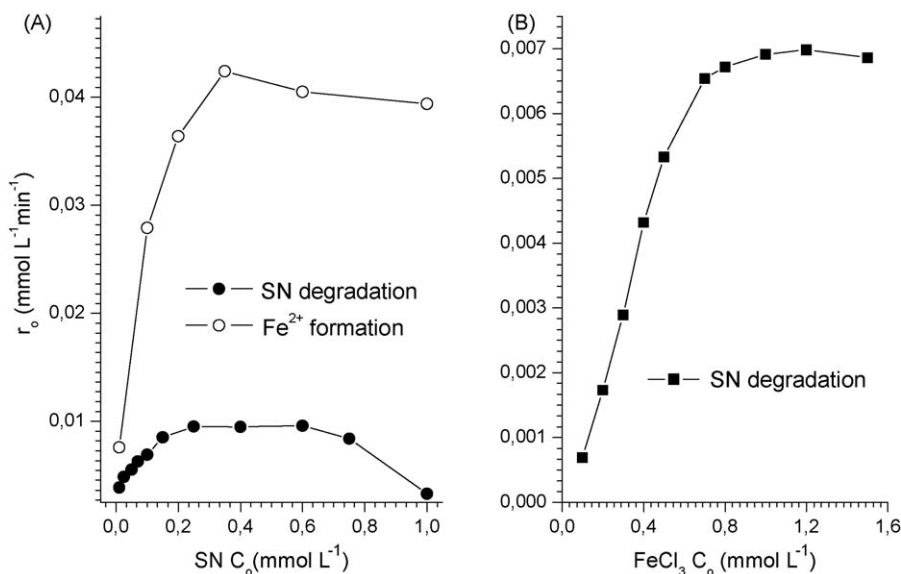 (A)
r₀ (mmol L⁻¹min⁻¹)
0,04
0,03
0,02
0,01
SN degradation
Fe²⁺ formation
0,0 0,2 0,4 0,6 0,8 1,0
SN C₀(mmol L⁻¹)
(B)
0,007
0,006
0,005
0,004
0,003
0,002
0,001
0,000
SN degradation
0,0 0,4 0,8 1,2 1,6
FeCl₃ C₀ (mmol L⁻¹)